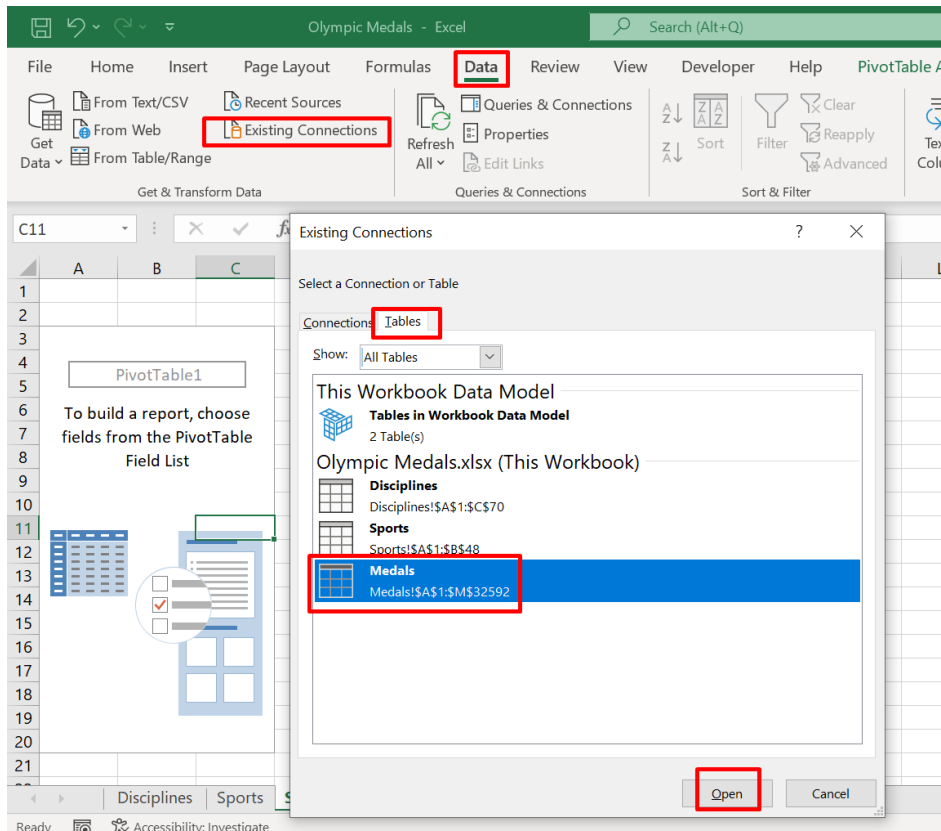 Olympic Medals - Excel
Search (Alt+Q)
File Home Insert Page Layout Formulas Data Review View Developer Help PivotTable A
Get Data
From Text/CSV
From Web
From Table/Range
Recent Sources
Existing Connections
Get & Transform Data
Refresh All
Queries & Connections
Properties
Edit Links
Queries & Connections
Sort
Filter
Clear
Reapply
Advanced
Sort & Filter
C11
Existing Connections
?
A B C
Select a Connection or Table
Connections Tables
Show: All Tables
This Workbook Data Model
Tables in Workbook Data Model
2 Table(s)
Olympic Medals.xlsx (This Workbook)
Disciplines
Disciplines!$A$1:$C$70
Sports
Sports!$A$1:$B$48
Medals
Medals!$A$1:$M$32592
Open Cancel
1
2
3
4
5
6
7
8
9
10
11
12
13
14
15
16
17
18
19
20
21
PivotTable1
To build a report, choose
fields from the PivotTable
Field List
Disciplines Sports
Ready Accessibility: Investigate